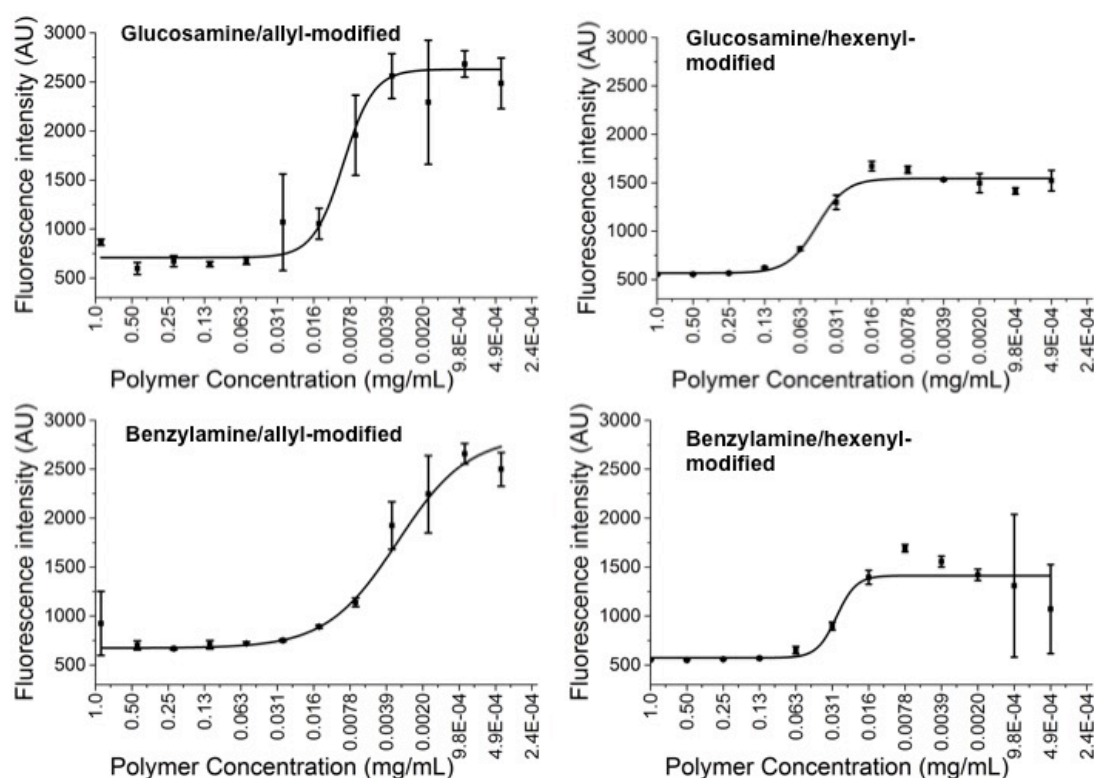 Glucosamine/allyl-modified
Fluorescence intensity (AU)
3000
2500
2000
1500
1000
500
1.0
0.50
0.25
0.13
0.063
0.031
0.016
0.0078
0.0039
0.0020
9.8E-04
4.9E-04
2.4E-04
Polymer Concentration (mg/mL)
Glucosamine/hexenyl-
modified
Fluorescence intensity (AU)
3000
2500
2000
1500
1000
500
1.0
0.50
0.25
0.13
0.063
0.031
0.016
0.0078
0.0039
0.0020
9.8E-04
4.9E-04
2.4E-04
Polymer Concentration (mg/mL)
Benzylamine/allyl-modified
Fluorescence intensity (AU)
3000
2500
2000
1500
1000
500
1.0
0.50
0.25
0.13
0.063
0.031
0.016
0.0078
0.0039
0.0020
9.8E-04
4.9E-04
2.4E-04
Polymer Concentration (mg/mL)
Benzylamine/hexenyl-
modified
Fluorescence intensity (AU)
3000
2500
2000
1500
1000
500
1.0
0.50
0.25
0.13
0.063
0.031
0.016
0.0078
0.0039
0.0020
9.8E-04
4.9E-04
2.4E-04
Polymer Concentration (mg/mL)